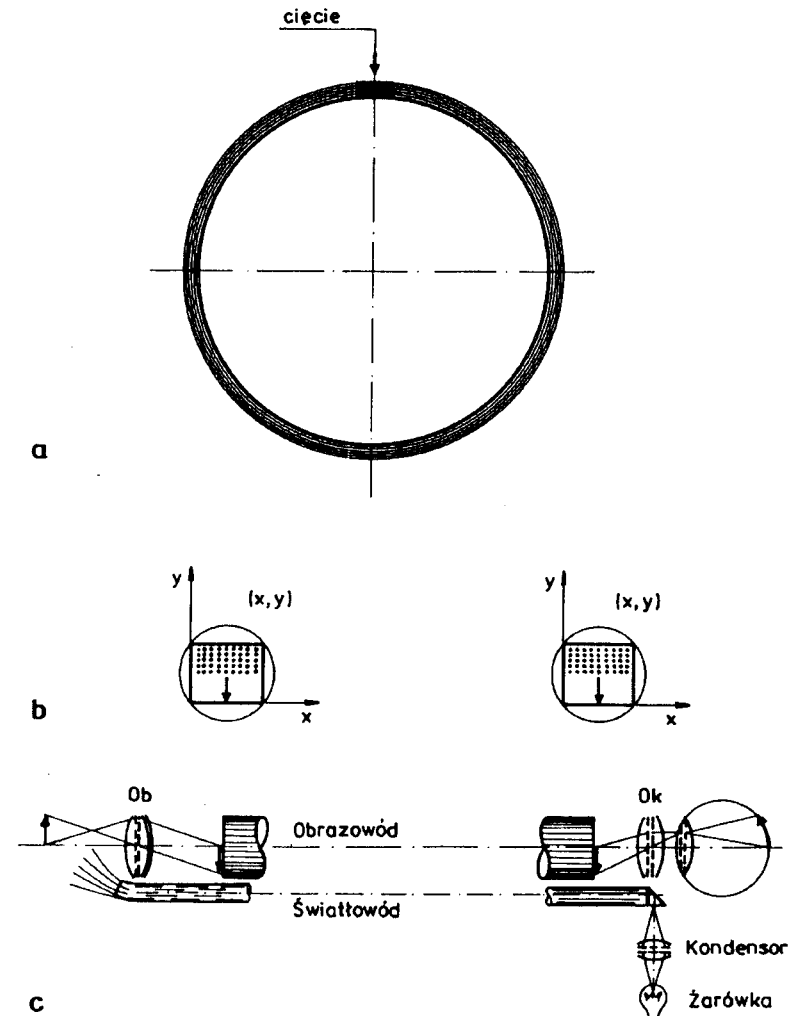 cięcie
a
y (x,y) y (x,y)
x x
b
Ob Ok
Obrazowód
Światłowód
Kondensor
c Żarówka